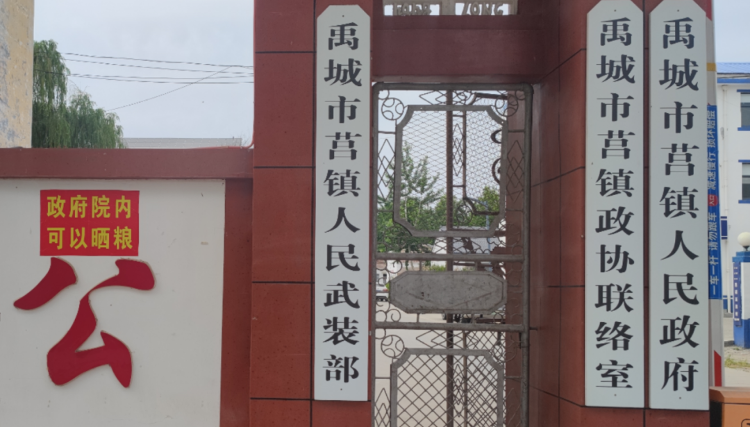 政府院内
可以晒粮
公
禹城市莒镇人民武装部
禹城市莒镇政协联络室
禹城市莒镇人民政府